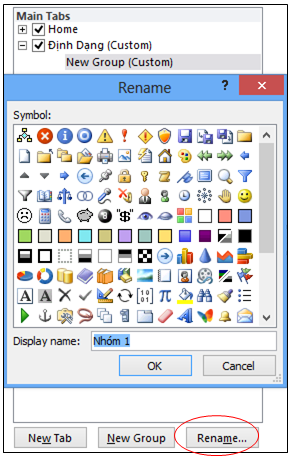 Main Tabs
Home
Định Dạng (Custom)
New Group (Custom)
Rename
?
Symbol:
Display name: Nhóm 1
OK Cancel
New Tab New Group Rename...